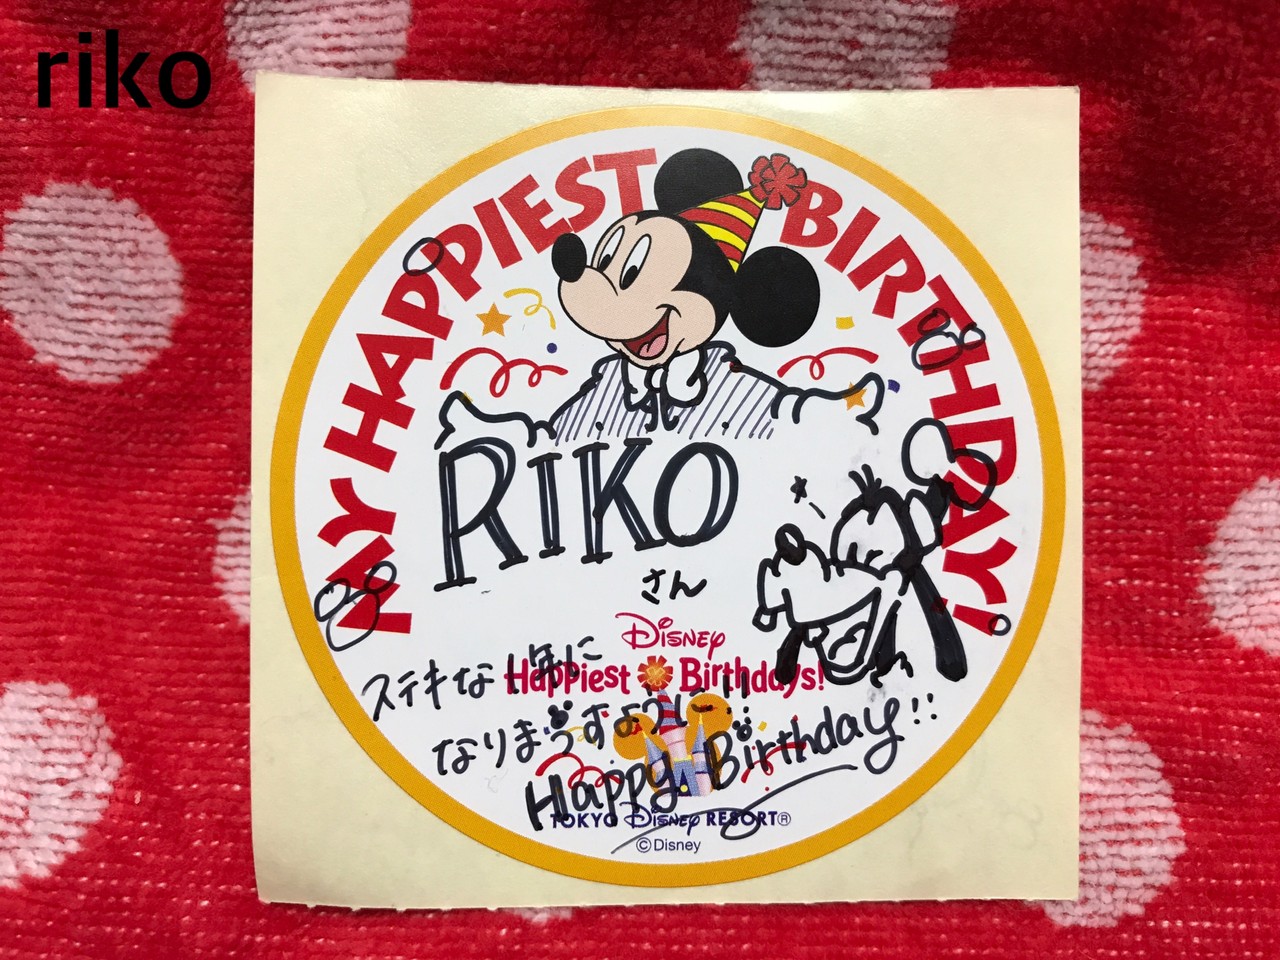 riko
MY HAPPIEST BIRTHDAY!
RIKO
さん
Disney
Happiest Birthdays!
ステキな1年に
なりまうすように!!
Happy Birthday!!
TOKYO Disney RESORT®
©Disney